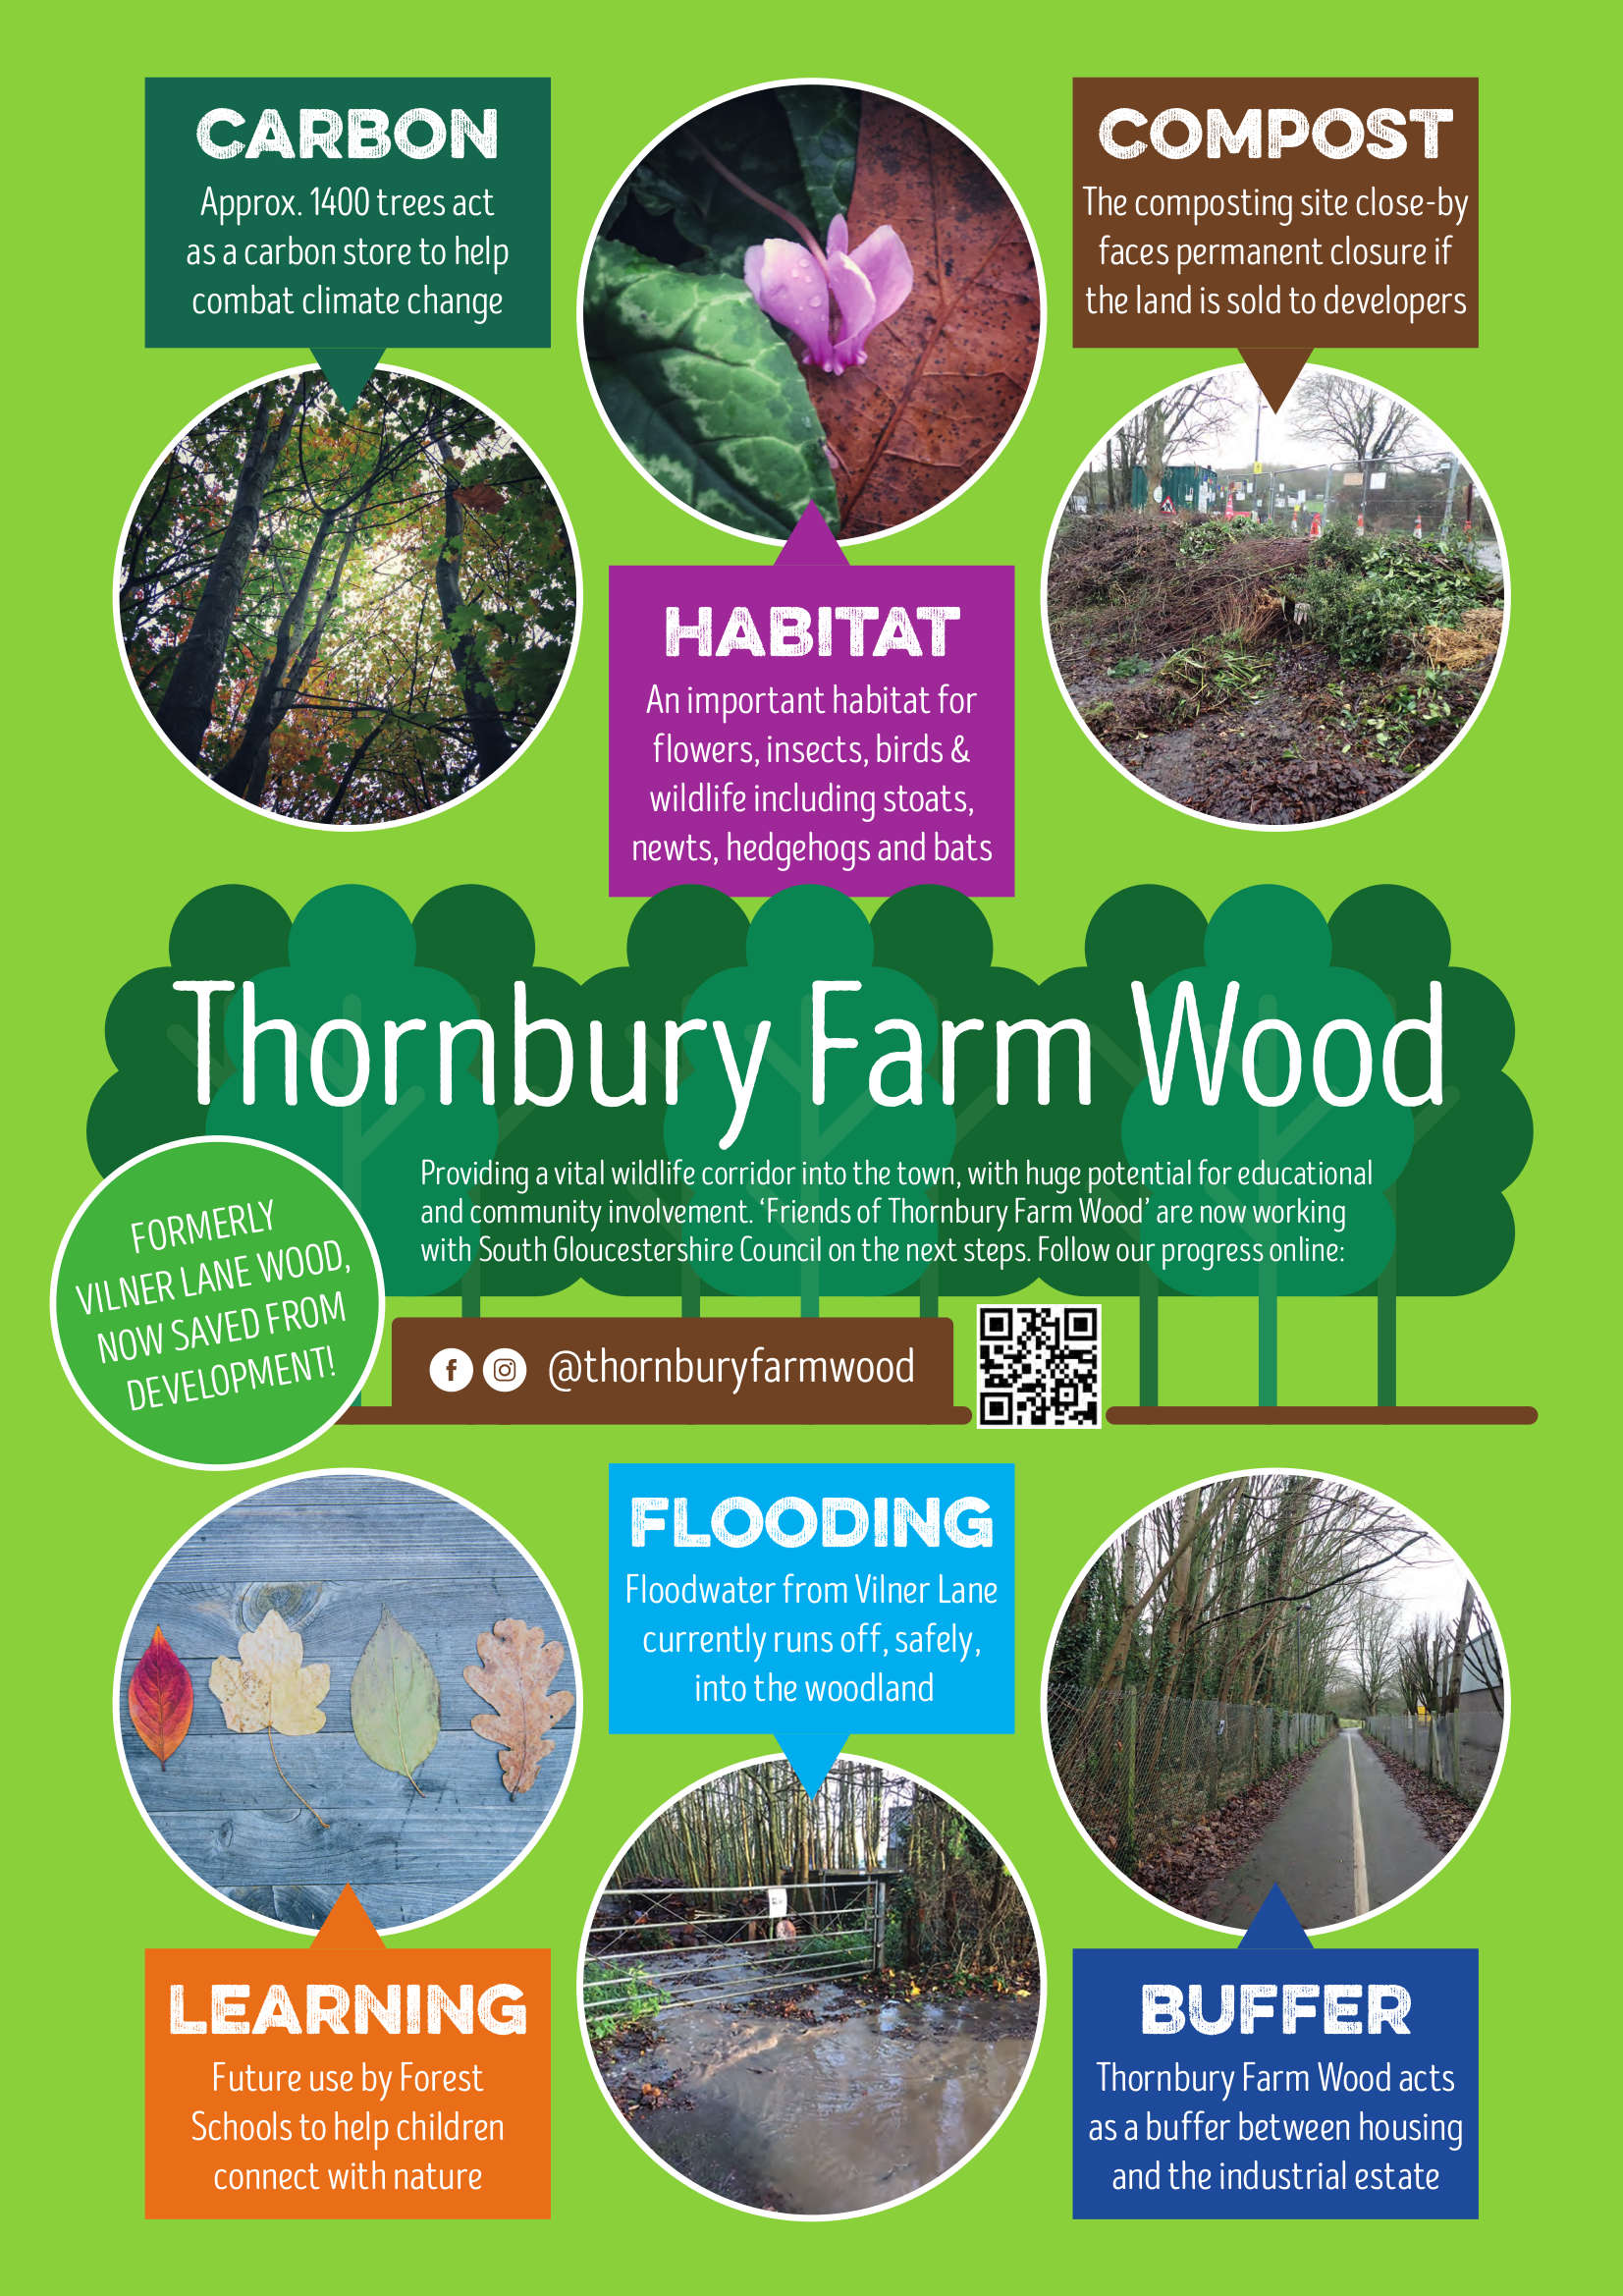 CARBON
Approx. 1400 trees act
as a carbon store to help
combat climate change
COMPOST
The composting site close-by
faces permanent closure if
the land is sold to developers
HABITAT
An important habitat for
flowers, insects, birds &
wildlife including stoats,
newts, hedgehogs and bats
Thornbury Farm Wood
Providing a vital wildlife corridor into the town, with huge potential for educational
and community involvement. ‘Friends of Thornbury Farm Wood’ are now working
with South Gloucestershire Council on the next steps. Follow our progress online:
FORMERLY
VILNER LANE WOOD,
NOW SAVED FROM
DEVELOPMENT!
@thornburyfarmwood
FLOODING
Floodwater from Vilner Lane
currently runs off, safely,
into the woodland
LEARNING
Future use by Forest
Schools to help children
connect with nature
BUFFER
Thornbury Farm Wood acts
as a buffer between housing
and the industrial estate